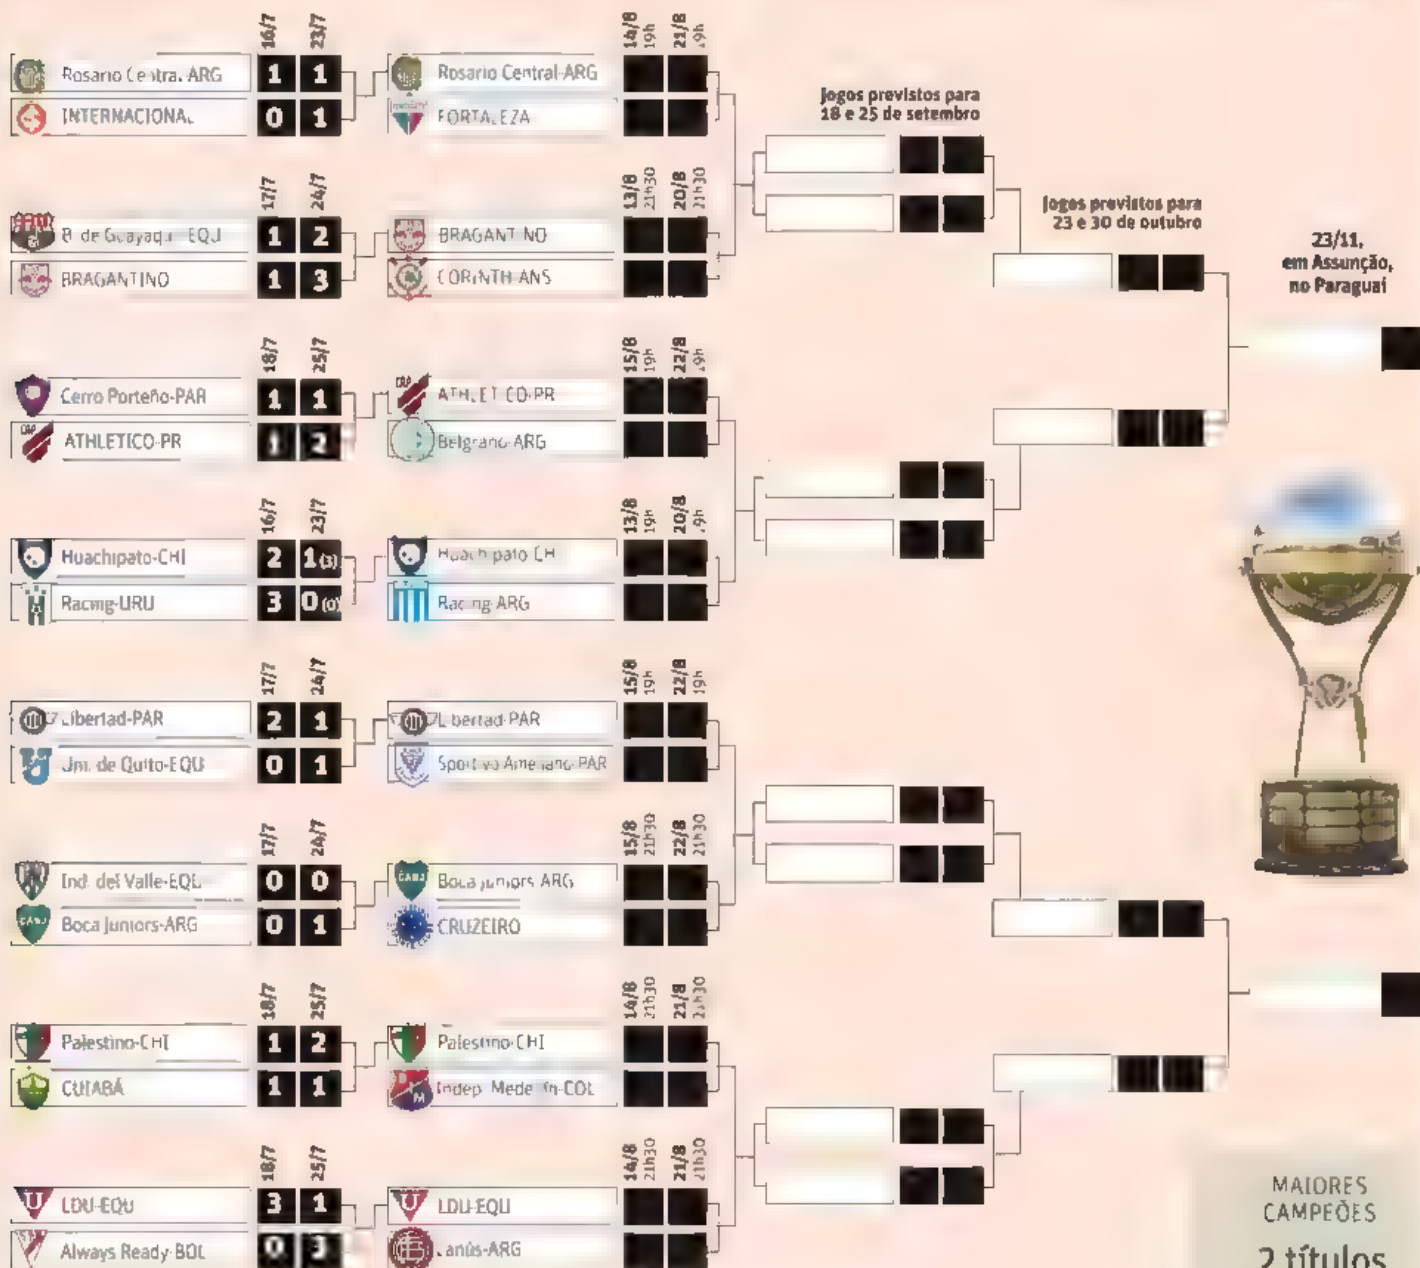 16/7 23/7
Rosario Central-ARG 1 1
INTERNACIONAL 0 1
17/7 24/7
B. de Guayaquil-EQU 1 2
BRAGANTINO 1 3
18/7 25/7
Cerro Porteño-PAR 1 1
ATHLETICO-PR 1 2
16/7 23/7
Huachipato-CHI 2 1 (3)
Racing-URU 3 0 (0)
17/7 24/7
Libertad-PAR 2 1
Uni. de Quito-EQU 0 1
17/7 24/7
Ind. del Valle-EQU 0 0
Boca Juniors-ARG 0 1
18/7 25/7
Palestino-CHI 1 2
CUIABÁ 1 1
18/7 25/7
LDU-EQU 3 1
Always Ready-BOL 0 3
14/8 19h 21/8 19h
Rosario Central-ARG
FORTALEZA
13/8 21h30 20/8 21h30
BRAGANTINO
CORINTHIANS
15/8 19h 22/8 19h
ATHLETICO-PR
Belgrano-ARG
13/8 19h 20/8 19h
Huachipato-CHI
Racing-ARG
15/8 19h 22/8 19h
Libertad-PAR
Sportivo Ameliano-PAR
15/8 21h30 22/8 21h30
Boca Juniors-ARG
CRUZEIRO
14/8 21h30 21/8 21h30
Palestino-CHI
Indep. Medellín-COL
14/8 21h30 21/8 21h30
LDU-EQU
Lanús-ARG
Jogos previstos para
18 e 25 de setembro
Jogos previstos para
23 e 30 de outubro
23/11,
em Assunção,
no Paraguai
MAIORES
CAMPEÕES
2 títulos